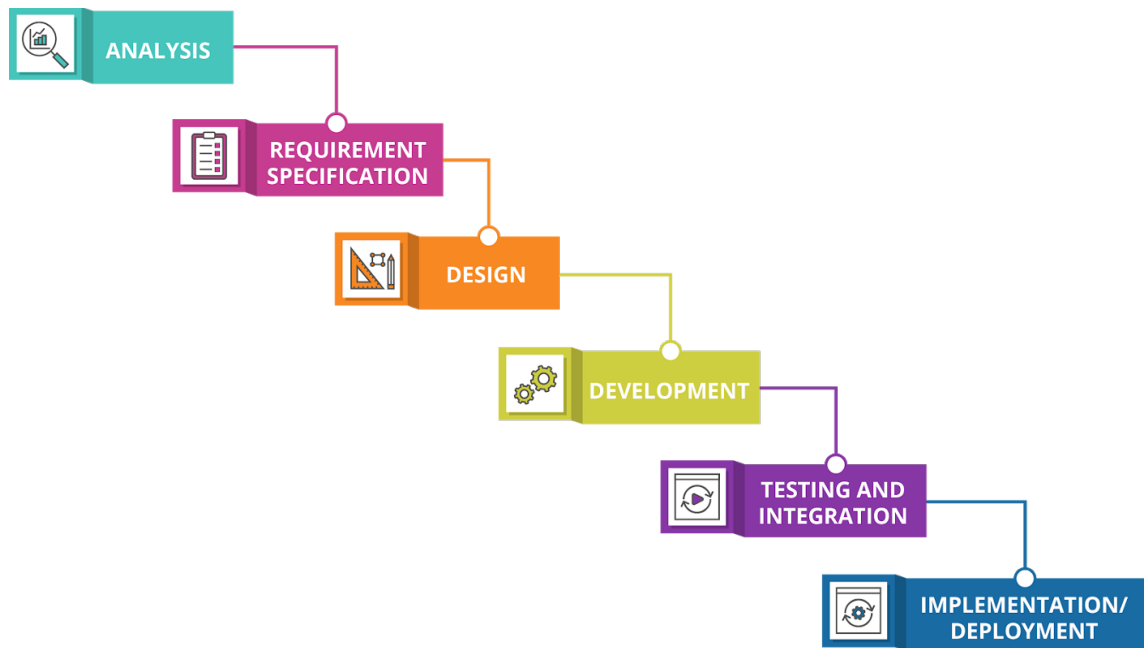 ANALYSIS
REQUIREMENT
SPECIFICATION
DESIGN
DEVELOPMENT
TESTING AND
INTEGRATION
IMPLEMENTATION/
DEPLOYMENT